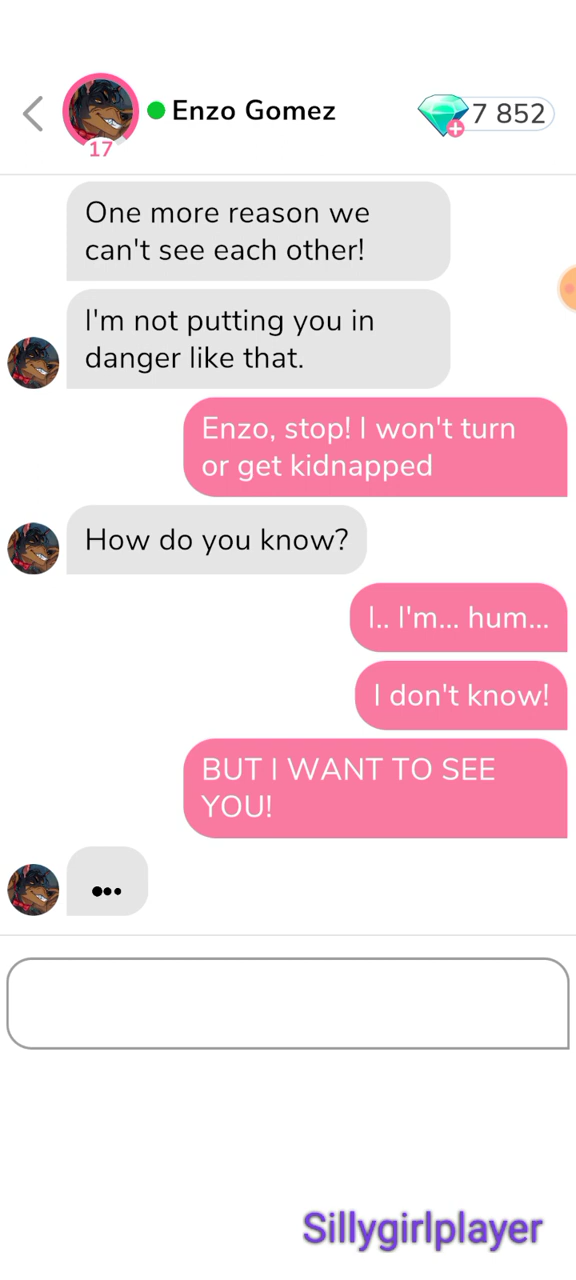 Enzo Gomez
7 852
17
One more reason we
can't see each other!
I'm not putting you in
danger like that.
Enzo, stop! I won't turn
or get kidnapped
How do you know?
I.. I'm... hum...
I don't know!
BUT I WANT TO SEE
YOU!
...
Sillygirlplayer